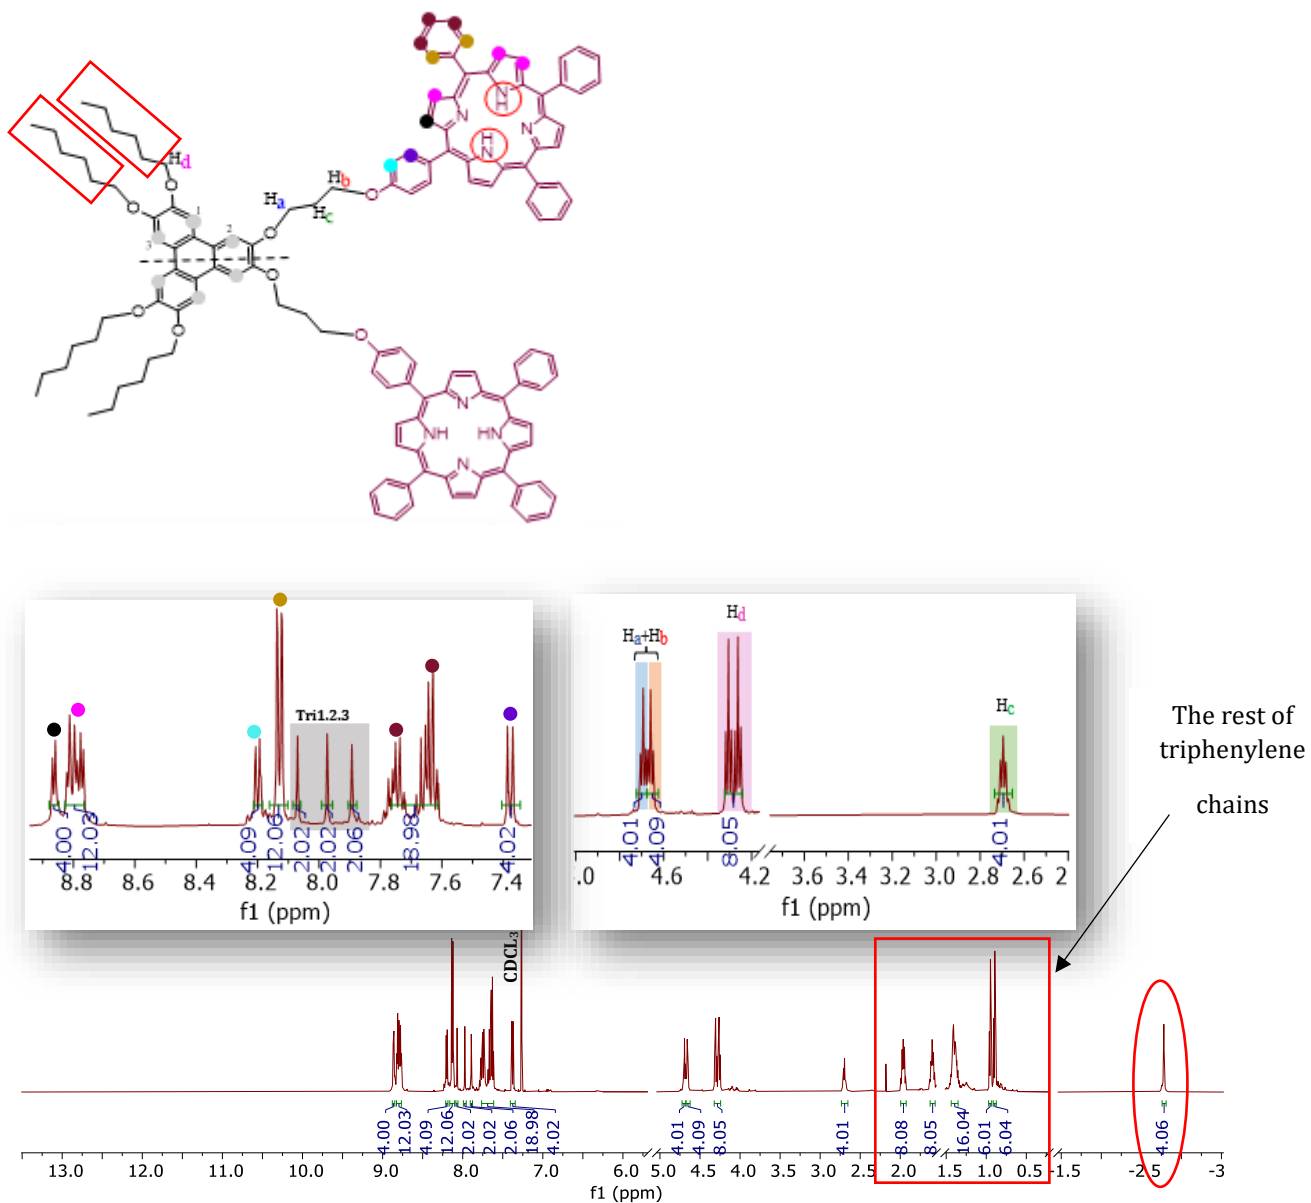 NH
N
N
HN
Hd
Hb
Ha
Hc
O
O
O
O
O
O
1
2
3
O
O
N
NH
HN
N
Tri1.2.3
4.00
12.03
4.09
12.06
2.02
2.02
2.06
18.98
4.02
8.8 8.6 8.4 8.2 8.0 7.8 7.6 7.4
f1 (ppm)
Ha+Hb
Hd
Hc
4.01
4.09
8.05
4.01
.0 4.6 4.2 3.6 3.4 3.2 3.0 2.8 2.6 2
f1 (ppm)
The rest of
triphenylene
chains
CDCL3
4.00
12.03
4.09
12.06
2.02
2.02
2.06
18.98
4.02
4.01
4.09
8.05
4.01
8.08
8.05
16.04
6.01
6.04
4.06
13.0 12.0 11.0 10.0 9.0 8.0 7.0 6.0 5.0 4.5 4.0 3.5 3.0 2.5 2.0 1.5 1.0 0.5 -1.5 -2.5 -3
f1 (ppm)